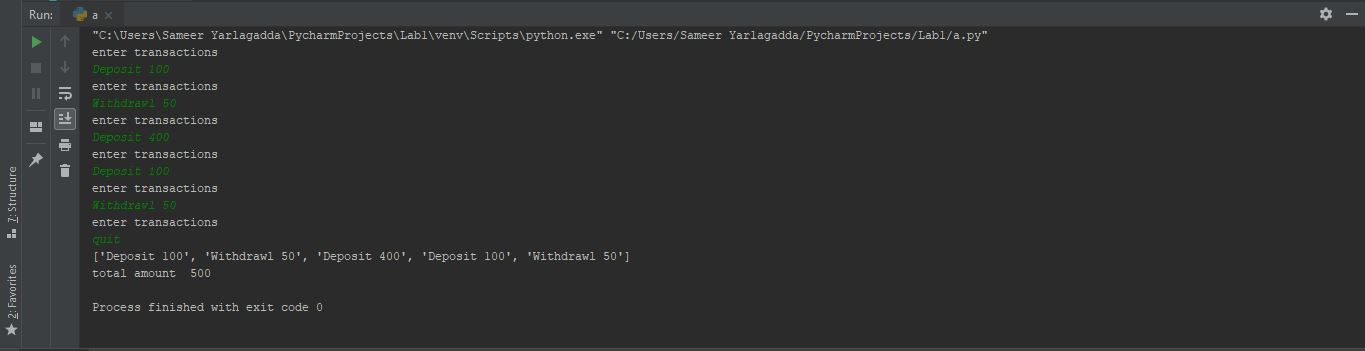 Run: a
"C:\Users\Sameer Yarlagadda\PycharmProjects\Lab1\venv\Scripts\python.exe" "C:/Users/Sameer Yarlagadda/PycharmProjects/Lab1/a.py"
enter transactions
Deposit 100
enter transactions
Withdrawl 50
enter transactions
Deposit 400
enter transactions
Deposit 100
enter transactions
Withdrawl 50
enter transactions
quit
['Deposit 100', 'Withdrawl 50', 'Deposit 400', 'Deposit 100', 'Withdrawl 50']
total amount  500
Process finished with exit code 0
7: Structure
2: Favorites